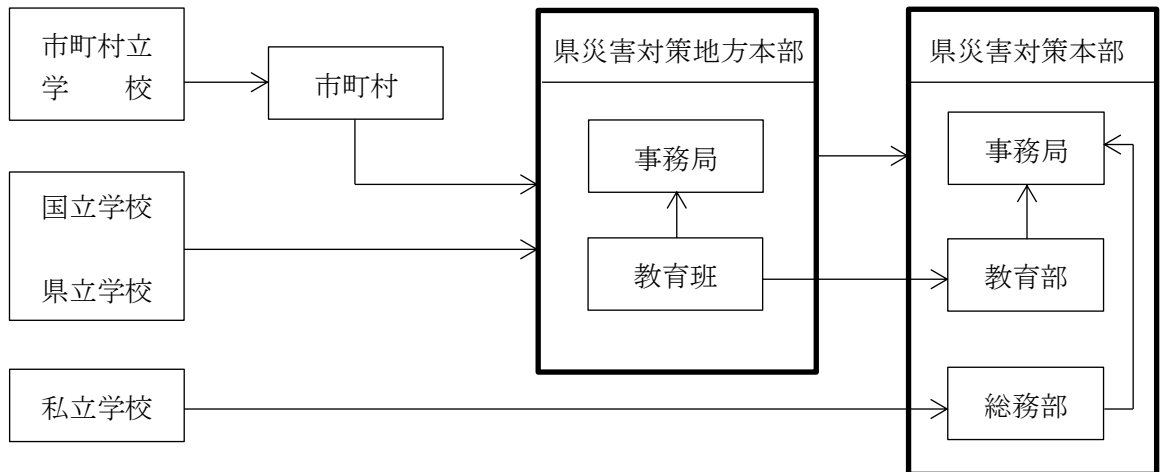 市町村立
学　　校
市町村
国立学校
県立学校
私立学校
県災害対策地方本部
事務局
教育班
県災害対策本部
事務局
教育部
総務部